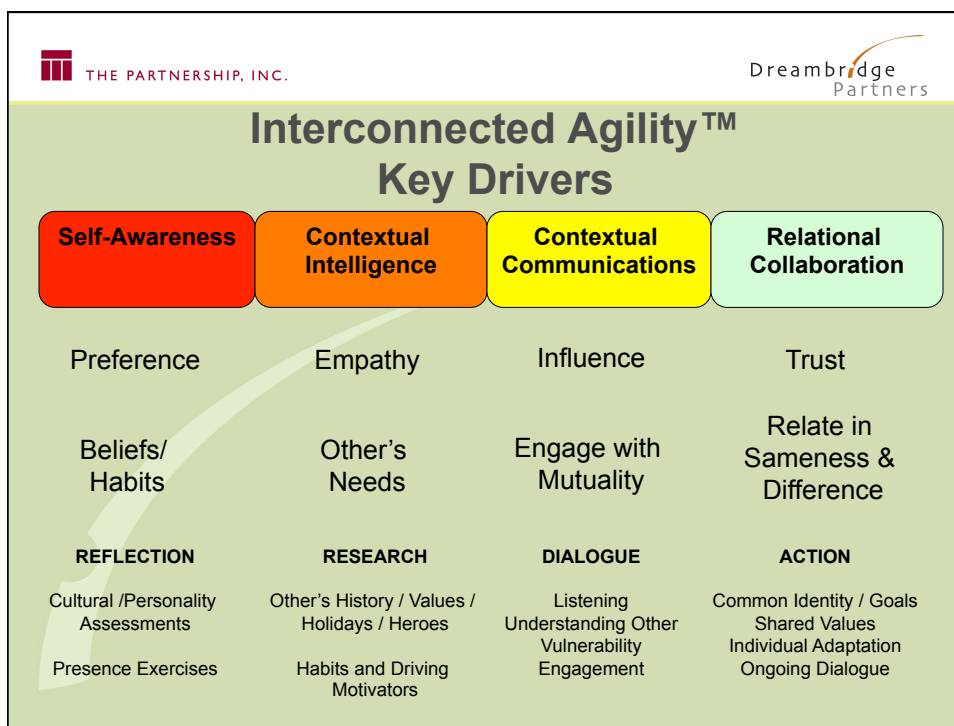 THE PARTNERSHIP, INC.
Dreambridge
Partners
Interconnected Agility™
Key Drivers
Self-Awareness
Contextual
Intelligence
Contextual
Communications
Relational
Collaboration
Preference
Empathy
Influence
Trust
Beliefs/
Habits
Other's
Needs
Engage with
Mutuality
Relate in
Sameness &
Difference
REFLECTION
Cultural /Personality
Assessments
Presence Exercises
RESEARCH
Other's History / Values /
Holidays / Heroes
Habits and Driving
Motivators
DIALOGUE
Listening
Understanding Other
Vulnerability
Engagement
ACTION
Common Identity / Goals
Shared Values
Individual Adaptation
Ongoing Dialogue